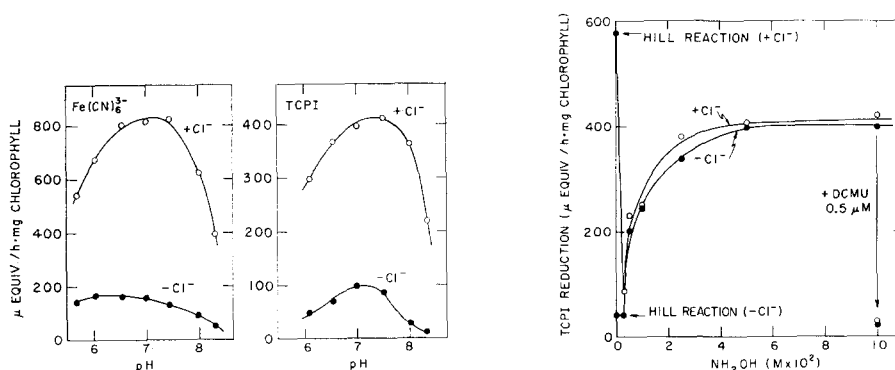 μ EQUIV /h·mg CHLOROPHYLL
Fe(CN)₆³⁻
800
600
400
200
0
+Cl⁻
−Cl⁻
6 7 8
pH
TCPI
400
300
200
100
0
+Cl⁻
−Cl⁻
6 7 8
pH
TCPI REDUCTION (μ EQUIV /h·mg CHLOROPHYLL)
600
400
200
0
HILL REACTION (+Cl⁻)
+Cl⁻
−Cl⁻
+DCMU
0.5 μM
HILL REACTION (−Cl⁻)
0 2 4 6 8 10
NH₂OH (M×10²)